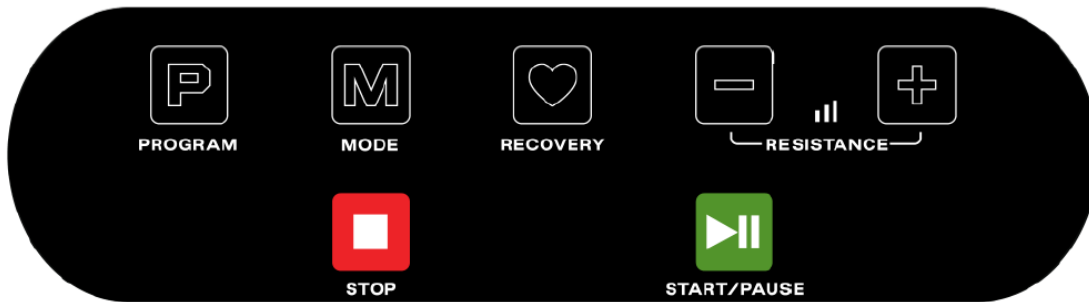 P M − +
PROGRAM MODE RECOVERY RESISTANCE
STOP START/PAUSE